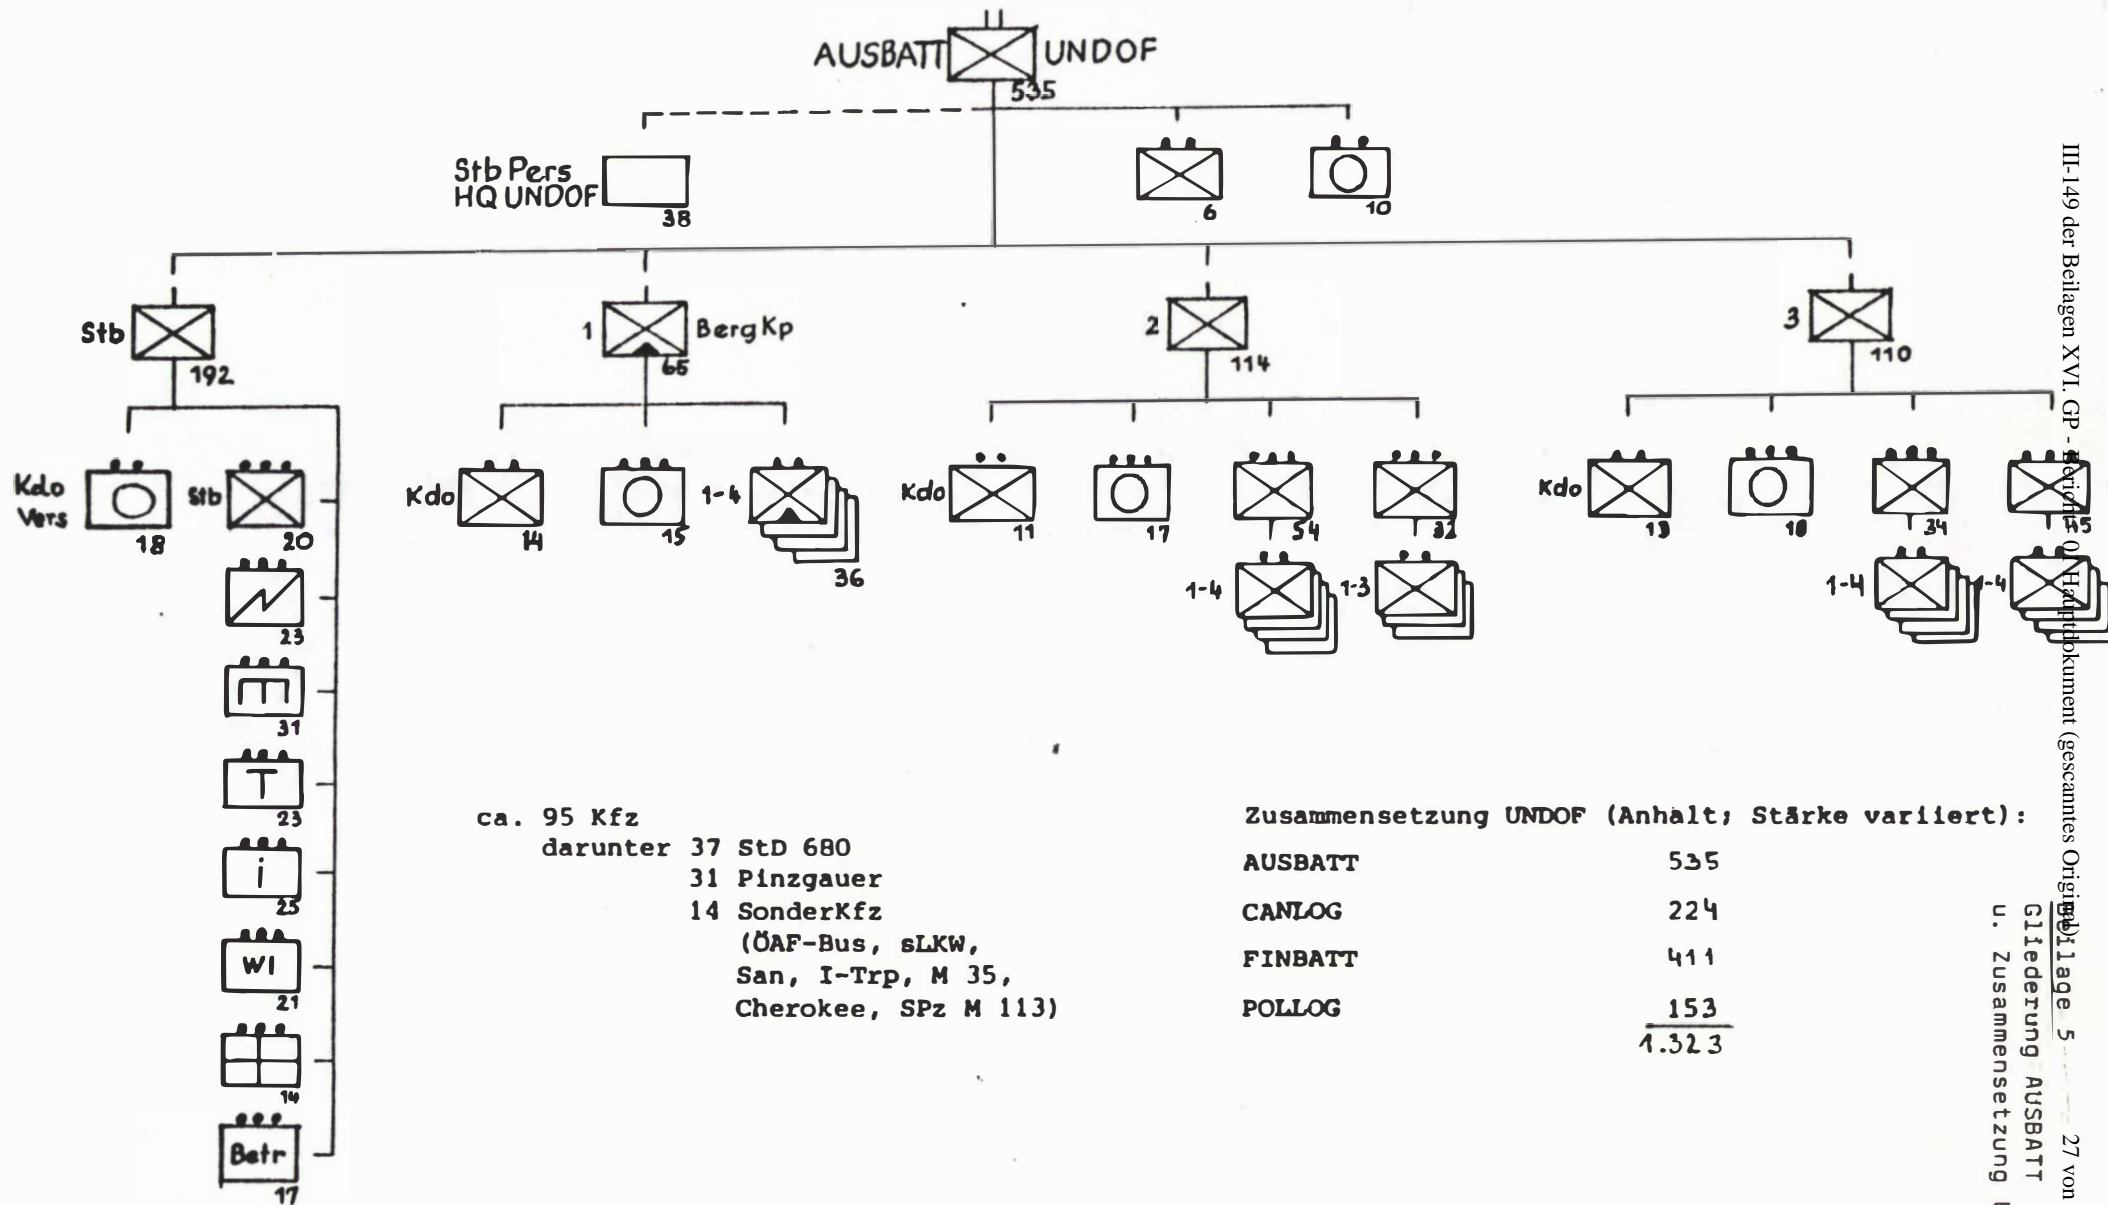 AUSBATT UNDOF
535
Stb Pers
HQ UNDOF
38
6
10
Stb
192
1 Berg Kp
65
2
114
3
110
Kdo
Vers
18
Stb
20
23
31
T
23
i
25
WI
21
14
Betr
17
Kdo
14
15
1-4
36
Kdo
11
17
54
32
1-4
1-3
Kdo
13
18
34
45
1-4
1-4
ca. 95 Kfz
darunter 37 StD 680
31 Pinzgauer
14 SonderKfz
(ÖAF-Bus, sLKW,
San, I-Trp, M 35,
Cherokee, SPz M 113)
Zusammensetzung UNDOF (Anhalt; Stärke variiert):
AUSBATT 535
CANLOG 224
FINBATT 411
POLLOG 153
1.323
III-149 der Beilagen XVI. GP - Bericht - 01 Hauptdokument (gescanntes Original)
27 von
Beilage 5
Gliederung AUSBATT
u. Zusammensetzung